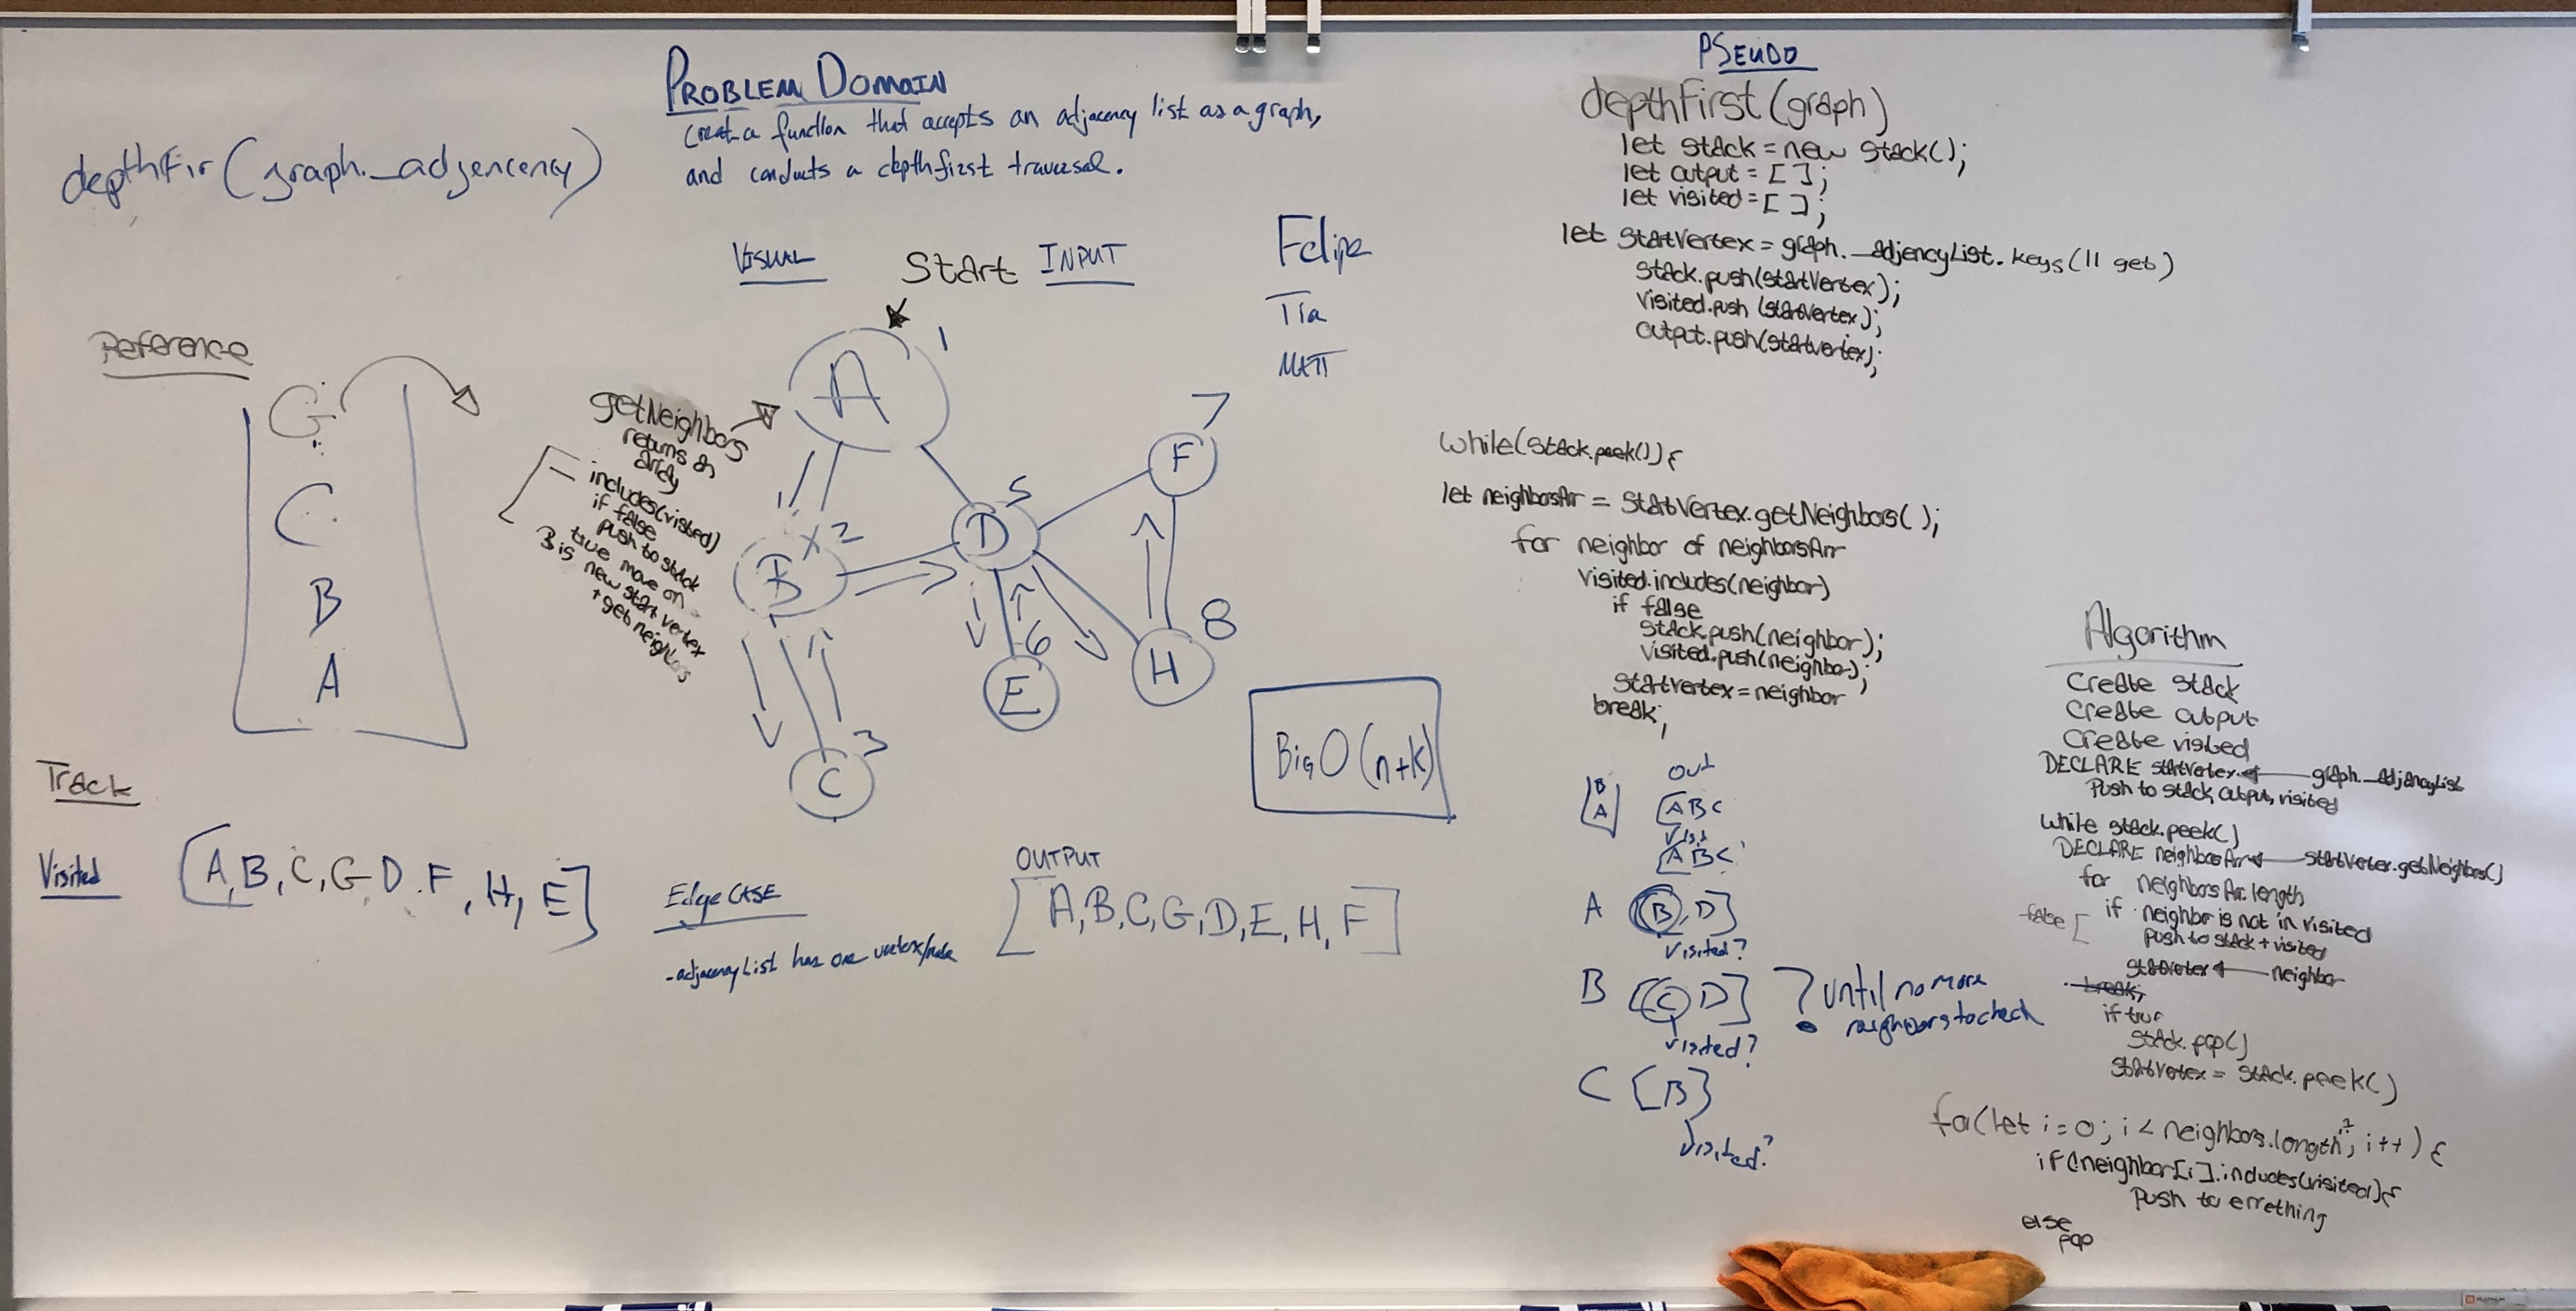 PROBLEM DOMAIN
Creat a function that accepts an adjacency list as a graph,
and conducts a depthfirst traversal.
depthFir(graph._adjencency)
VISUAL
Start
INPUT
Felipe
Tia
MATT
Reference
G
C
B
A
getNeighbors
returns an
array
includes(visted)
if false
push to stack
true move on
B is new start vertex
+ get neighbors
A
1
B
2
C
3
D
5
E
6
F
7
H
8
Big O (n+k)
Track
Visited
[A, B, C, G D F, H, E]
Edge CASE
- adjacency List has one vertex/node
OUTPUT
[A, B, C, G, D, E, H, F]
PSEUDO
depthFirst(graph)
let stack = new Stack();
let output = [ ];
let visited = [ ];
let startVertex = graph._adjencyList.keys(|| get)
stack.push(startVertex);
visited.push(startVertex);
output.push(startvertex);
while(stack.peek()) {
let neighborsArr = StartVertex.getNeighbors( );
for neighbor of neighborsArr
visited.includes(neighbor)
if false
stack.push(neighbor);
visited.push(neighbor);
startVertex = neighbor
break;
B
A
out
[A B C
Visi
[A B C
A [B, D]
visited?
B [C D]
visited?
? until no more
neighbors to check
C [B]
visited?
Algorithm
Create stack
Create output
Create visited
DECLARE startVertex ← graph._adjancyList
Push to stack, output, visited
while stack.peek()
DECLARE neighborsArr ← startVertex.getNeighbors()
for neighborsArr.length
false [ if neighbor is not in visited
push to stack + visited
startvertex ← neighbor
break;
if true
Stack.pop()
startVertex = stack.peek()
for(let i = 0; i < neighbors.length; i++) {
if(!neighbor[i].includes(visited){
Push to errething
else
pop